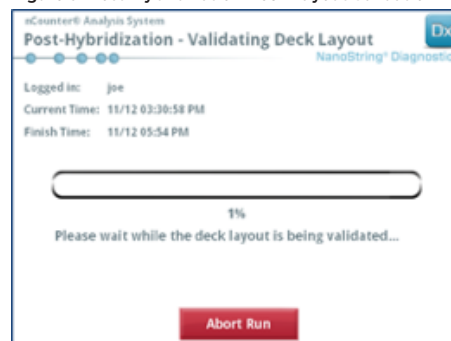 nCounter® Analysis System
Post-Hybridization - Validating Deck Layout
Dx
NanoString® Diagnostic
Logged in: joe
Current Time: 11/12 03:30:58 PM
Finish Time: 11/12 05:54 PM
1%
Please wait while the deck layout is being validated...
Abort Run